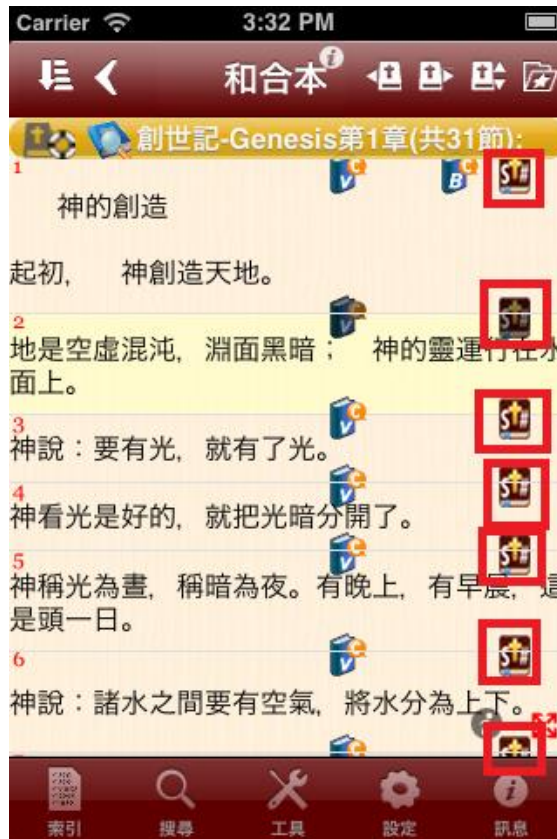 Carrier 3:32 PM
和合本
創世記-Genesis第1章(共31節):
1
神的創造
起初, 神創造天地。
2
地是空虛混沌, 淵面黑暗; 神的靈運行在水
面上。
3
神說:要有光, 就有了光。
4
神看光是好的, 就把光暗分開了。
5
神稱光為晝, 稱暗為夜。有晚上, 有早晨, 這
是頭一日。
6
神說:諸水之間要有空氣, 將水分為上下。
索引 搜尋 工具 設定 訊息